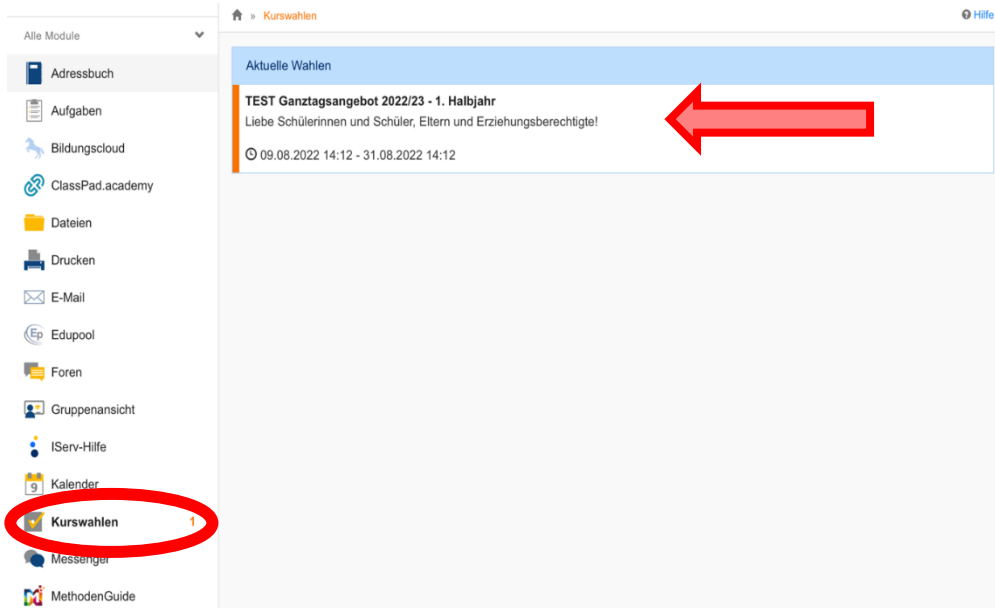 » Kurswahlen
Hilfe
Alle Module
Adressbuch
Aufgaben
Bildungscloud
ClassPad.academy
Dateien
Drucken
E-Mail
Ep Edupool
Foren
Gruppenansicht
IServ-Hilfe
9 Kalender
Kurswahlen 1
Messenger
MethodenGuide
Aktuelle Wahlen
TEST Ganztagsangebot 2022/23 - 1. Halbjahr
Liebe Schülerinnen und Schüler, Eltern und Erziehungsberechtigte!
09.08.2022 14:12 - 31.08.2022 14:12